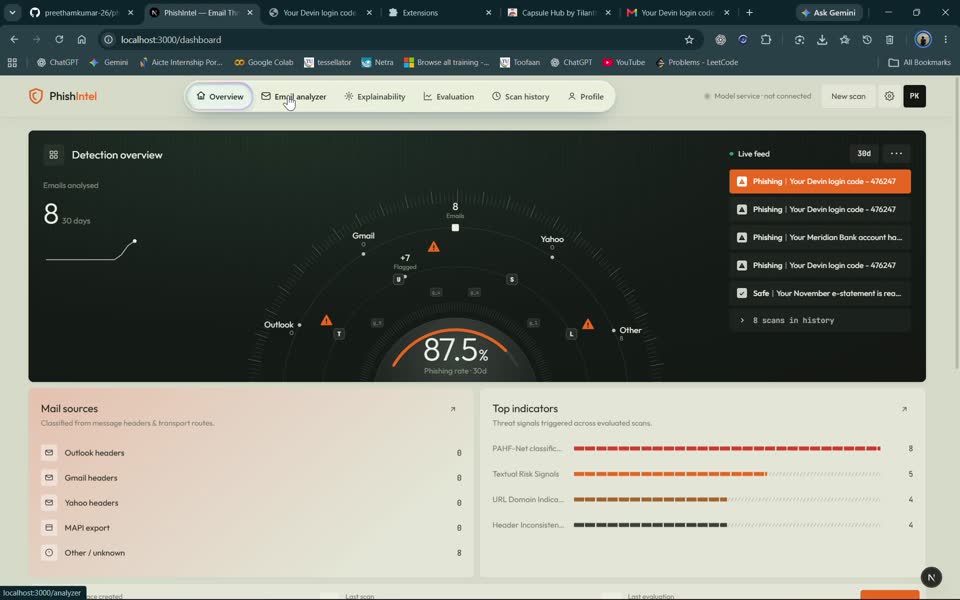 preethamkumar-26/ph
PhishIntel — Email Th
Your Devin login code
Extensions
Capsule Hub by Tilant
Your Devin login code
Ask Gemini
localhost:3000/dashboard
ChatGPT
Gemini
Aicte Internship Por...
Google Colab
tessellator
Netra
Browse all training -...
Toofaan
ChatGPT
YouTube
Problems - LeetCode
All Bookmarks
PhishIntel
Overview
Email analyzer
Explainability
Evaluation
Scan history
Profile
Model service · not connected
New scan
PK
Detection overview
Emails analysed
8 30 days
8
Emails
Gmail
0
Yahoo
0
+7
Flagged
S
Outlook
0
T
L
Other
8
87.5%
Phishing rate · 30d
Live feed
30d
...
Phishing | Your Devin login code - 476247
Phishing | Your Devin login code - 476247
Phishing | Your Meridian Bank account ha...
Phishing | Your Devin login code - 476247
Safe | Your November e-statement is rea...
8 scans in history
Mail sources
Classified from message headers & transport routes.
Outlook headers 0
Gmail headers 0
Yahoo headers 0
MAPI export 0
Other / unknown 8
Top indicators
Threat signals triggered across evaluated scans.
PAHF-Net classific... 8
Textual Risk Signals 5
URL Domain Indica... 4
Header Inconsisten... 4
N
localhost:3000/analyzer
created
Last scan
Last evaluation